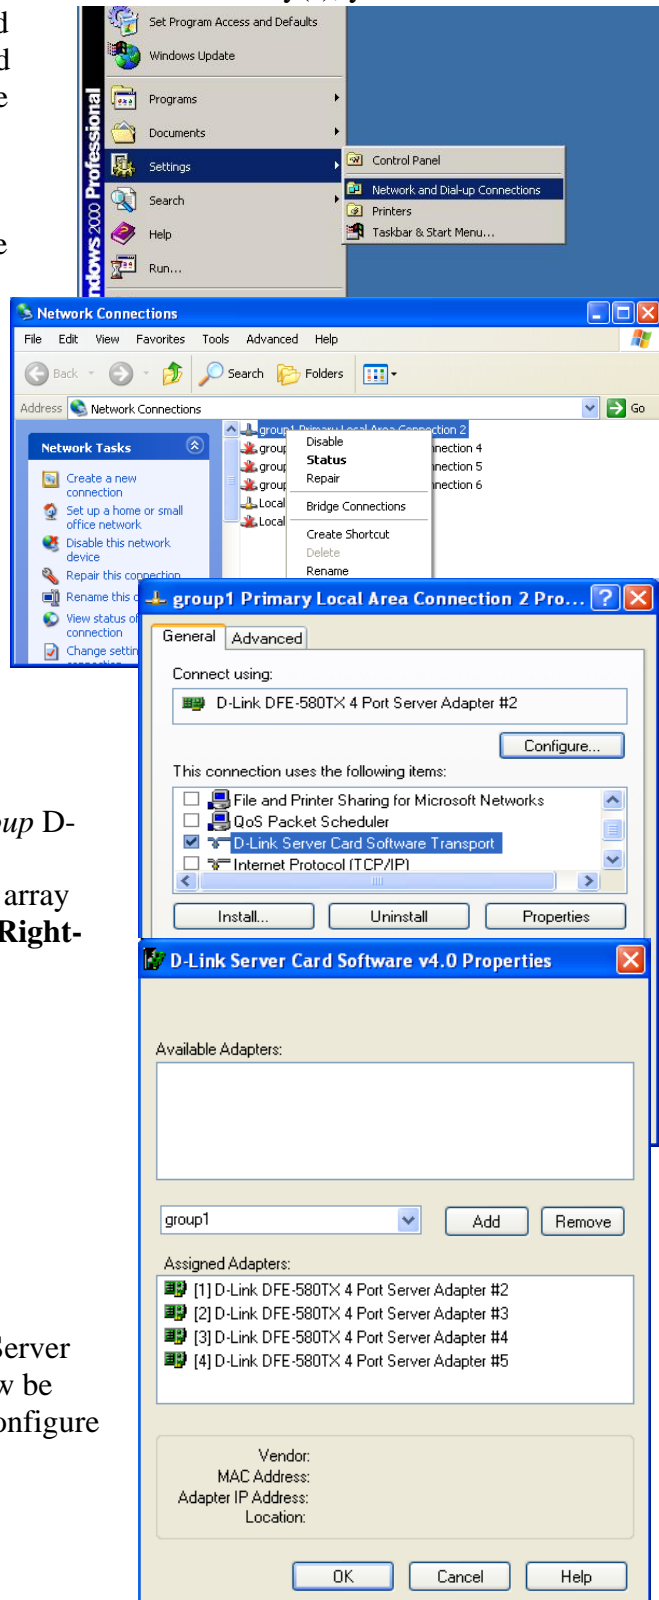 d
d
e
e
Set Program Access and Defaults
Windows Update
Programs
Documents
Settings
Search
Help
Run...
ndows 2000 Professional
Control Panel
Network and Dial-up Connections
Printers
Taskbar & Start Menu...
Network Connections
File Edit View Favorites Tools Advanced Help
Back Search Folders
Address Network Connections Go
Network Tasks
Create a new
connection
Set up a home or small
office network
Disable this network
device
Repair this connection
Rename this c
View status of
connection
Change settin
group1 Primary Local Area Connection 2
group nnection 4
group nnection 5
group nnection 6
Local
Local
Disable
Status
Repair
Bridge Connections
Create Shortcut
Delete
Rename
group1 Primary Local Area Connection 2 Pro...
General Advanced
Connect using:
D-Link DFE-580TX 4 Port Server Adapter #2
Configure...
This connection uses the following items:
File and Printer Sharing for Microsoft Networks
QoS Packet Scheduler
D-Link Server Card Software Transport
Internet Protocol (TCP/IP)
Install... Uninstall Properties
up D-
array
Right-
D-Link Server Card Software v4.0 Properties
Available Adapters:
group1 Add Remove
Assigned Adapters:
[1] D-Link DFE-580TX 4 Port Server Adapter #2
[2] D-Link DFE-580TX 4 Port Server Adapter #3
[3] D-Link DFE-580TX 4 Port Server Adapter #4
[4] D-Link DFE-580TX 4 Port Server Adapter #5
Server
w be
onfigure
Vendor:
MAC Address:
Adapter IP Address:
Location:
OK Cancel Help